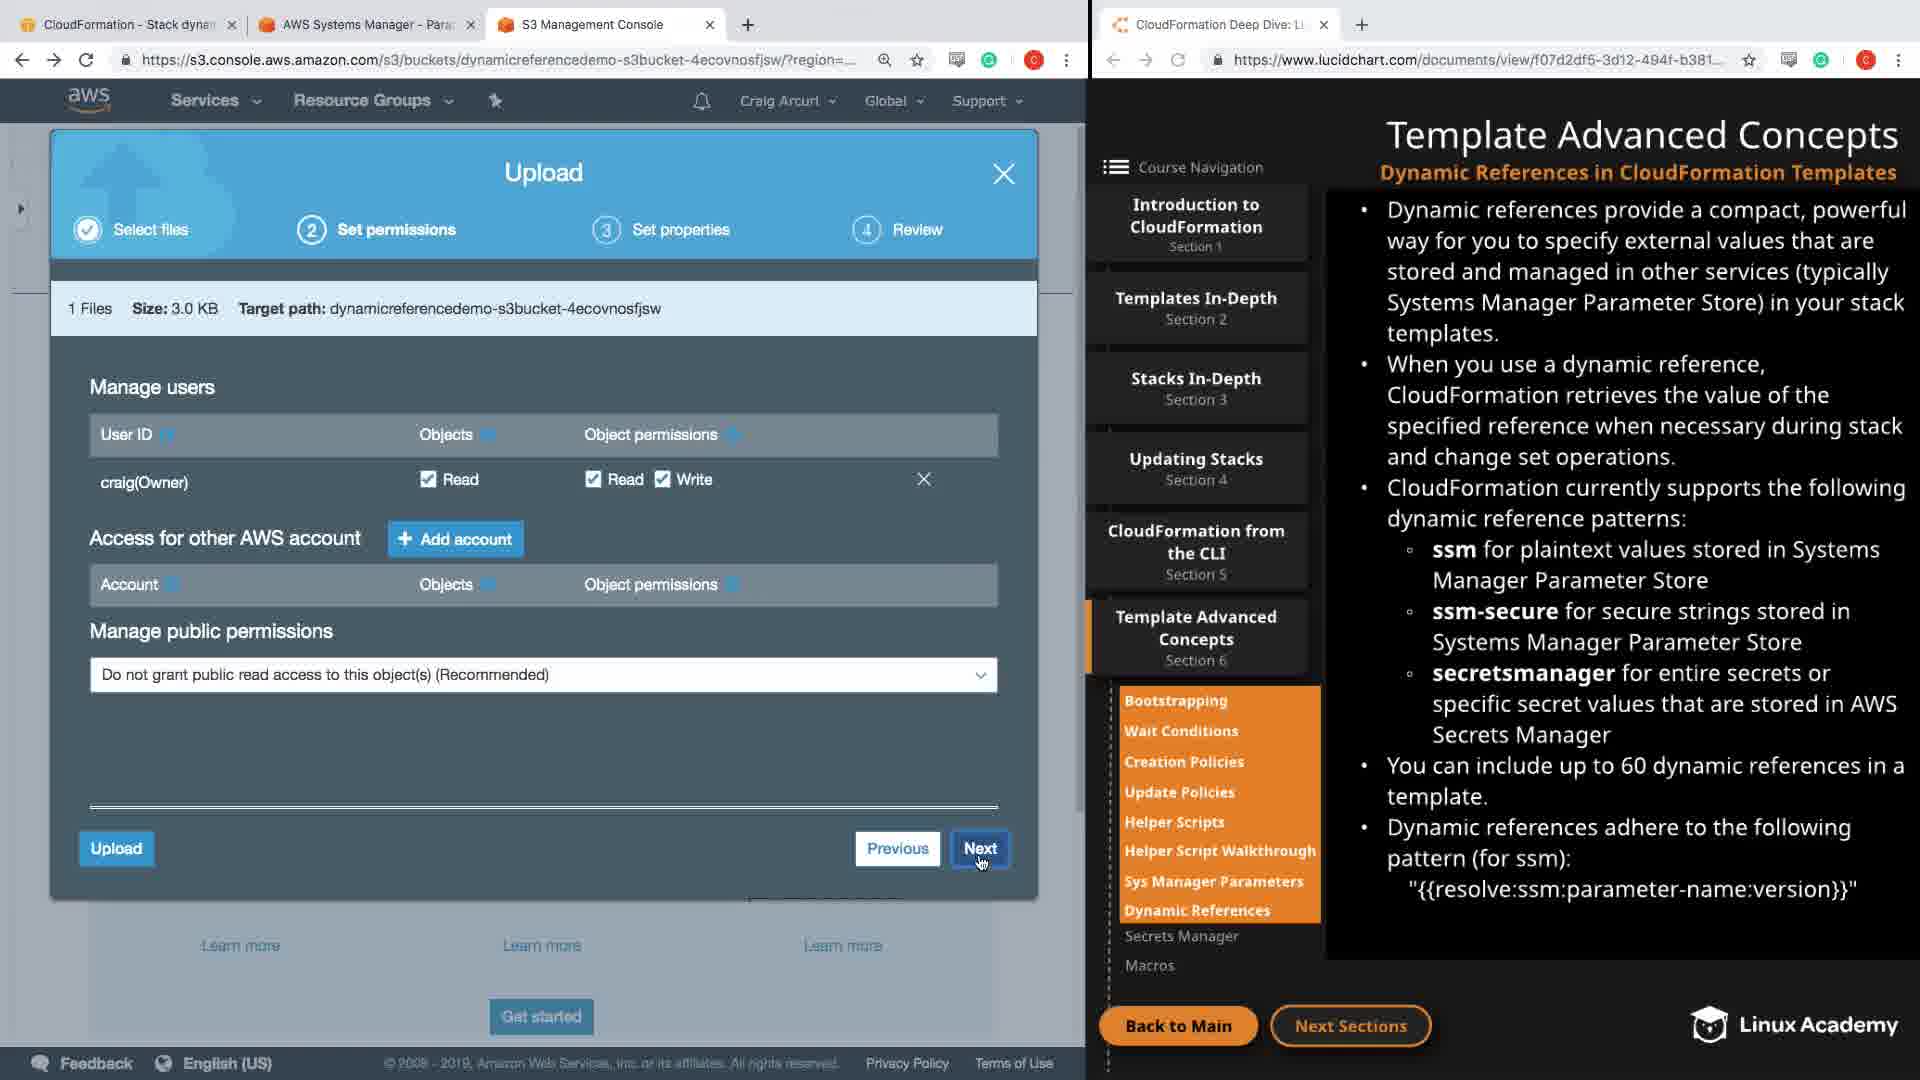 CloudFormation - Stack dynam
AWS Systems Manager - Para
S3 Management Console
CloudFormation Deep Dive: Li
https://s3.console.aws.amazon.com/s3/buckets/dynamicreferencedemo-s3bucket-4ecovnosfjsw/?region=...
https://www.lucidchart.com/documents/view/f07d2df5-3d12-494f-b381...
aws
Services
Resource Groups
Craig Arcuri
Global
Support
Upload
Select files
2 Set permissions
3 Set properties
4 Review
1 Files Size: 3.0 KB Target path: dynamicreferencedemo-s3bucket-4ecovnosfjsw
Manage users
User ID Objects Object permissions
craig(Owner) Read Read Write
Access for other AWS account
+ Add account
Account Objects Object permissions
Manage public permissions
Do not grant public read access to this object(s) (Recommended)
Upload
Previous
Next
Learn more
Learn more
Learn more
Get started
Feedback
English (US)
© 2008 - 2019, Amazon Web Services, Inc. or its affiliates. All rights reserved.
Privacy Policy
Terms of Use
Template Advanced Concepts
Dynamic References in CloudFormation Templates
Course Navigation
Introduction to
CloudFormation
Section 1
Templates In-Depth
Section 2
Stacks In-Depth
Section 3
Updating Stacks
Section 4
CloudFormation from
the CLI
Section 5
Template Advanced
Concepts
Section 6
Bootstrapping
Wait Conditions
Creation Policies
Update Policies
Helper Scripts
Helper Script Walkthrough
Sys Manager Parameters
Dynamic References
Secrets Manager
Macros
• Dynamic references provide a compact, powerful
way for you to specify external values that are
stored and managed in other services (typically
Systems Manager Parameter Store) in your stack
templates.
• When you use a dynamic reference,
CloudFormation retrieves the value of the
specified reference when necessary during stack
and change set operations.
• CloudFormation currently supports the following
dynamic reference patterns:
◦ ssm for plaintext values stored in Systems
Manager Parameter Store
◦ ssm-secure for secure strings stored in
Systems Manager Parameter Store
◦ secretsmanager for entire secrets or
specific secret values that are stored in AWS
Secrets Manager
• You can include up to 60 dynamic references in a
template.
• Dynamic references adhere to the following
pattern (for ssm):
"{{resolve:ssm:parameter-name:version}}"
Back to Main
Next Sections
Linux Academy